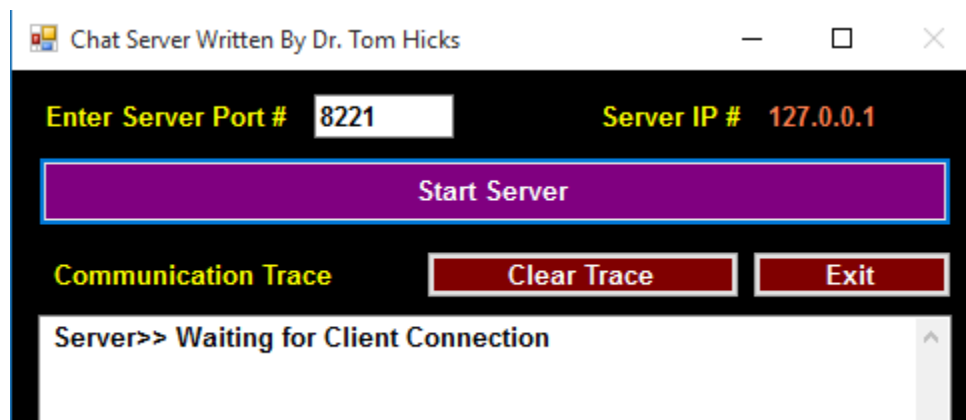 Chat Server Written By Dr. Tom Hicks
Enter Server Port # 8221 Server IP # 127.0.0.1
Start Server
Communication Trace Clear Trace Exit
Server>> Waiting for Client Connection